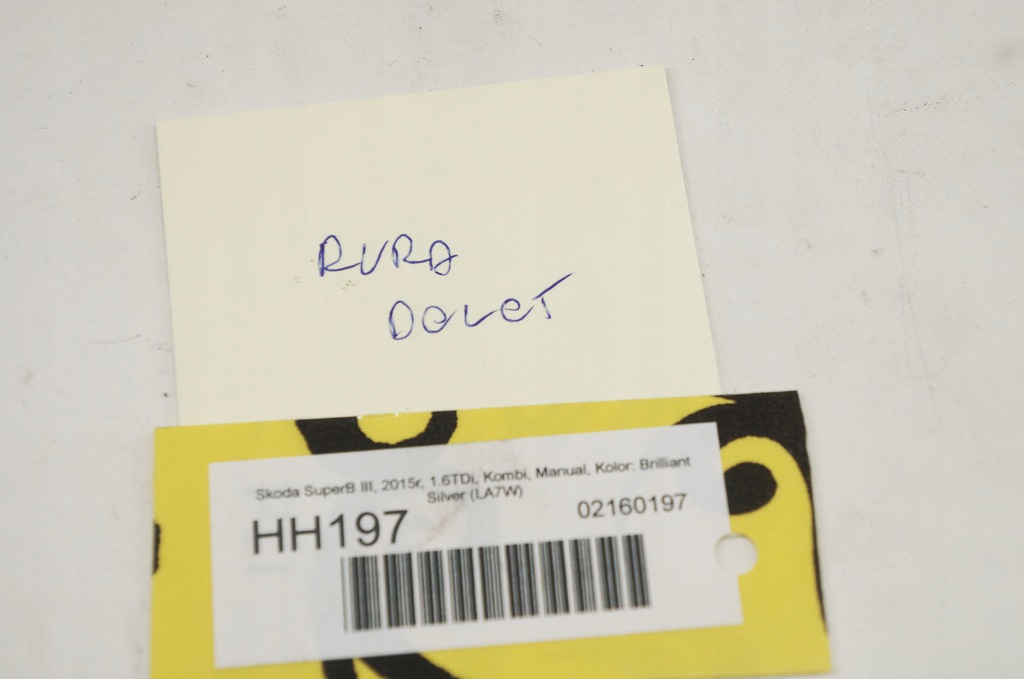 RURA
DOLOT
Skoda SuperB III, 2015r, 1.6TDi, Kombi, Manual, Kolor: Brilliant
Silver (LA7W)
HH197
02160197